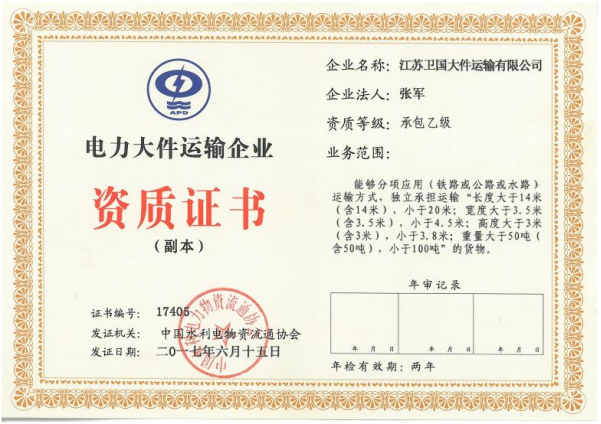 APD
电力大件运输企业
资质证书
（副本）
证书编号： 17405
发证机关： 中国水利电物资流通协会
发证日期： 二○一七年六月十五日
企业名称： 江苏卫国大件运输有限公司
企业法人： 张军
资质等级： 承包乙级
业务范围：
能够分项应用（铁路或公路或水路）
运输方式，独立承担运输“长度大于14米
（含14米），小于20米；宽度大于3.5米
（含3.5米），小于4.5米；高度大于3米
（含3米），小于3.8米；重量大于50吨（
含50吨），小于100吨”的货物。
年审记录
年 月 日 年 月 日 年 月 日
年检有效期：两年